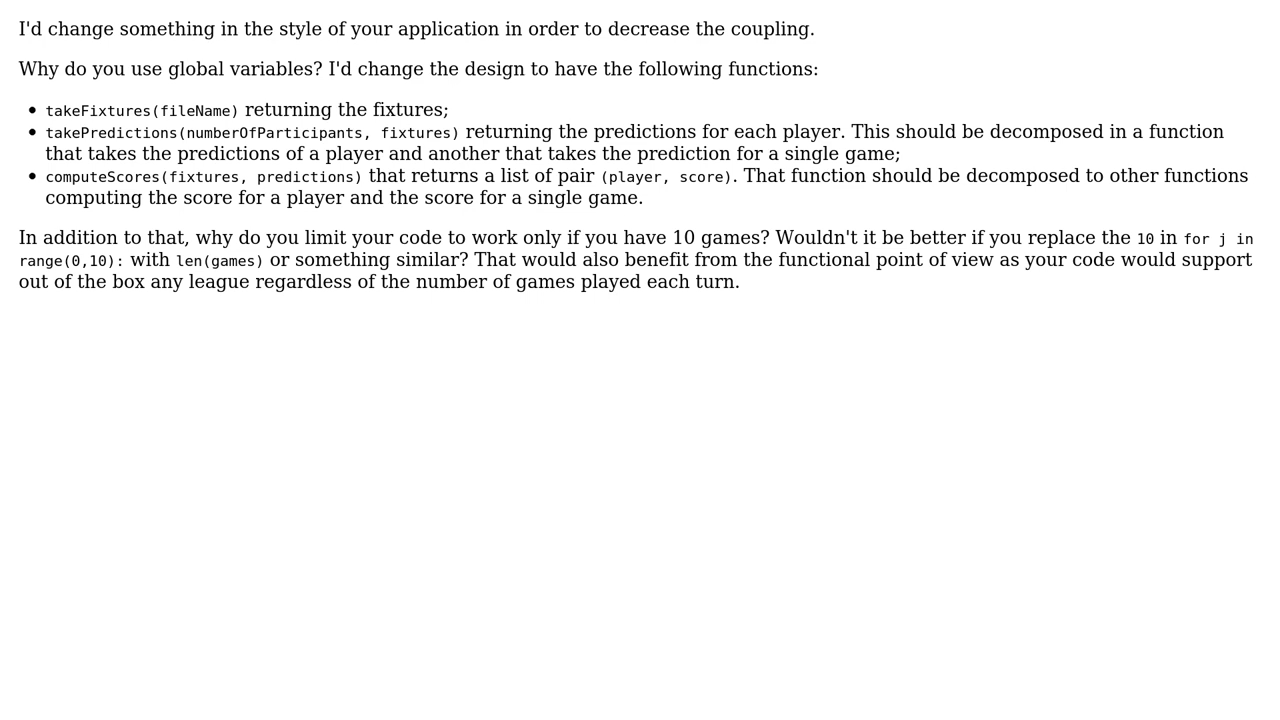 I'd change something in the style of your application in order to decrease the coupling.
Why do you use global variables? I'd change the design to have the following functions:
• takeFixtures(fileName) returning the fixtures;
• takePredictions(numberOfParticipants, fixtures) returning the predictions for each player. This should be decomposed in a function
that takes the predictions of a player and another that takes the prediction for a single game;
• computeScores(fixtures, predictions) that returns a list of pair (player, score). That function should be decomposed to other functions
computing the score for a player and the score for a single game.
In addition to that, why do you limit your code to work only if you have 10 games? Wouldn't it be better if you replace the 10 in for j in
range(0,10): with len(games) or something similar? That would also benefit from the functional point of view as your code would support
out of the box any league regardless of the number of games played each turn.